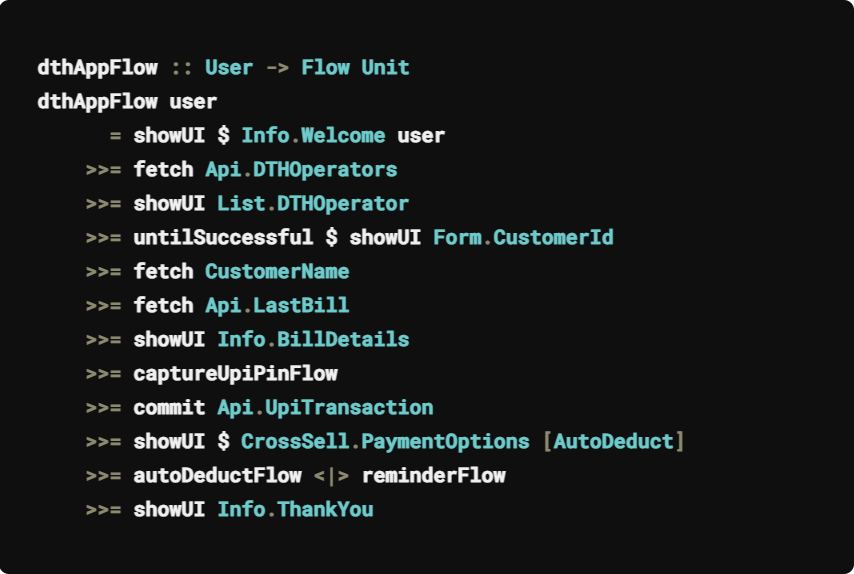 dthAppFlow :: User -> Flow Unit
dthAppFlow user
= showUI $ Info.Welcome user
>>= fetch Api.DTHOperators
>>= showUI List.DTHOperator
>>= untilSuccessful $ showUI Form.CustomerId
>>= fetch CustomerName
>>= fetch Api.LastBill
>>= showUI Info.BillDetails
>>= captureUpiPinFlow
>>= commit Api.UpiTransaction
>>= showUI $ CrossSell.PaymentOptions [AutoDeduct]
>>= autoDeductFlow <|> reminderFlow
>>= showUI Info.ThankYou